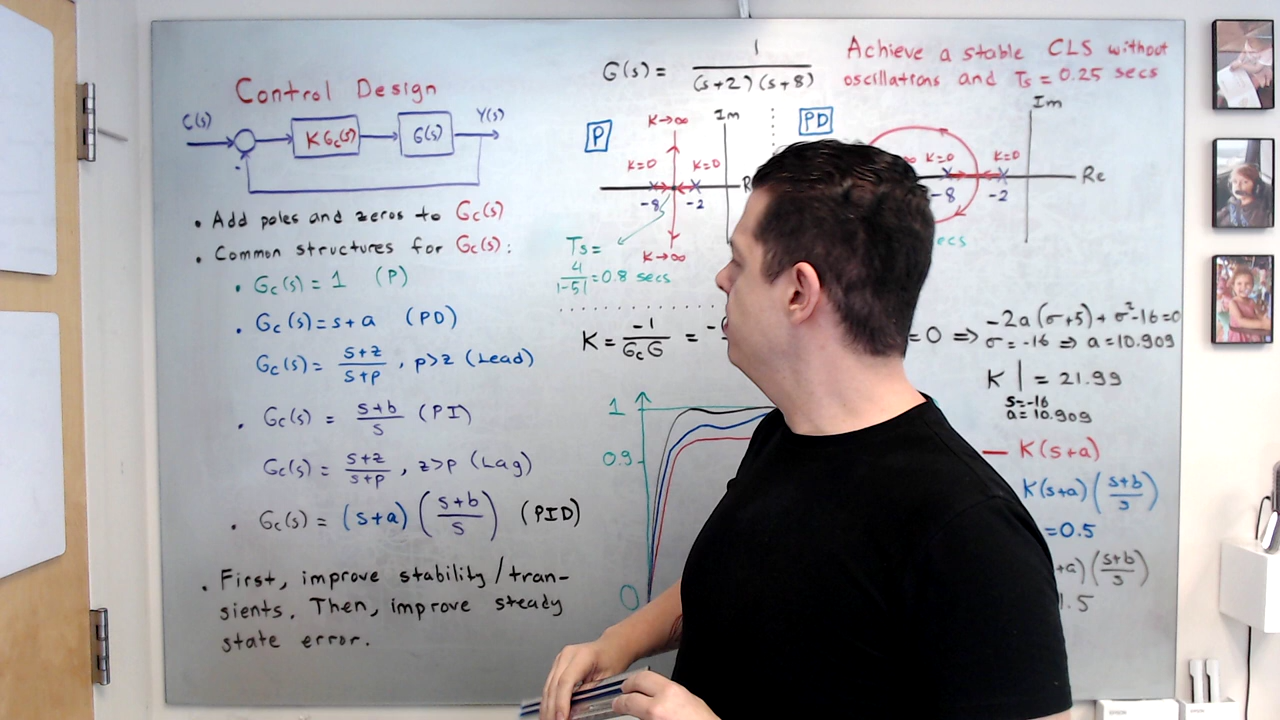 Control Design
C(s)
KGc(s)
G(s)
Y(s)
-
• Add poles and zeros to Gc(s)
• Common structures for Gc(s):
• Gc(s) = 1 (P)
• Gc(s) = s+a (PD)
Gc(s) = s+z / s+p , p>z (Lead)
• Gc(s) = s+b / s (PI)
Gc(s) = s+z / s+p , z>p (Lag)
• Gc(s) = (s+a) (s+b / s) (PID)
• First, improve stability/tran-
sients. Then, improve steady
state error.
G(s) = 1 / (s+2)(s+8)
Achieve a stable CLS without
oscillations and Ts = 0.25 secs
P
K→∞
Im
K=0
K=0
-8
-2
K→∞
Ts =
4 / |-5| = 0.8 secs
PD
Im
K=0
K=0
Re
-8
-2
ecs
K = -1 / GcG =
= 0 => -2a(σ+5) + σ²-16 = 0
σ = -16 => a = 10.909
K | = 21.99
s=-16
a=10.909
1
0.9
0
K(s+a)
K(s+a) (s+b / s)
=0.5
+a) (s+b / s)
1.5